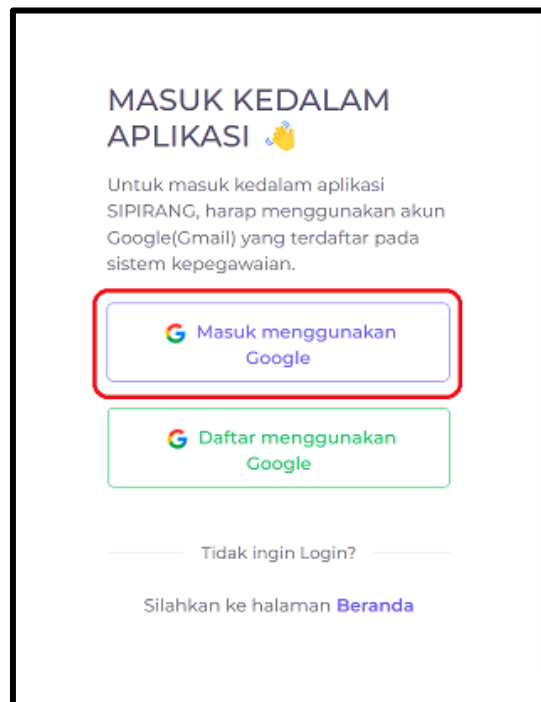 MASUK KEDALAM
APLIKASI 👋
Untuk masuk kedalam aplikasi
SIPIRANG, harap menggunakan akun
Google(Gmail) yang terdaftar pada
sistem kepegawaian.
Masuk menggunakan
Google
Daftar menggunakan
Google
Tidak ingin Login?
Silahkan ke halaman Beranda